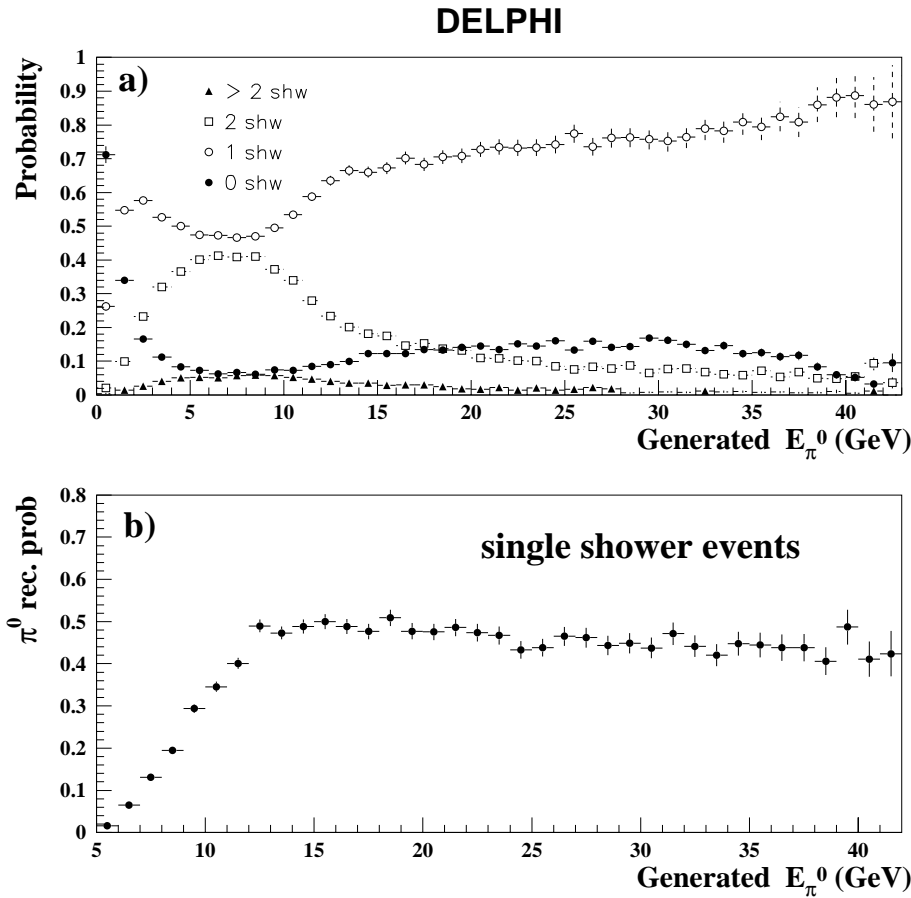 DELPHI
Probability
a)
> 2 shw
2 shw
1 shw
0 shw
1
0.9
0.8
0.7
0.6
0.5
0.4
0.3
0.2
0.1
0
0 5 10 15 20 25 30 35 40
Generated E_π⁰ (GeV)
π⁰ rec. prob
b)
single shower events
0.8
0.7
0.6
0.5
0.4
0.3
0.2
0.1
0
5 10 15 20 25 30 35 40
Generated E_π⁰ (GeV)